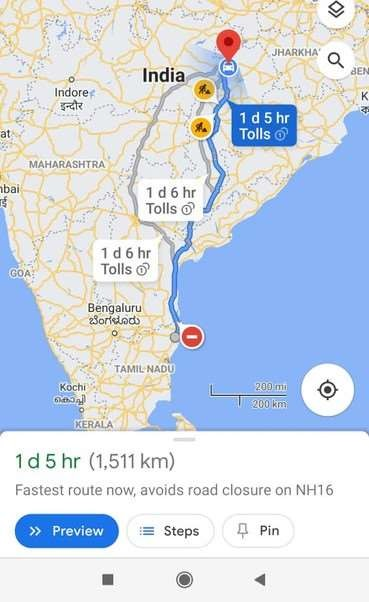 JHARKHA
India
Indore
इन्दौर
1 d 5 hr
Tolls
at
MAHARASHTRA
1 d 6 hr
Tolls
1 d 6 hr
Tolls
GOA
Bengaluru
ಬೆಂಗಳೂರು
TAMIL NADU
Kochi
കൊച്ചി
KERALA
200 mi
200 km
1 d 5 hr (1,511 km)
Fastest route now, avoids road closure on NH16
Preview
Steps
Pin